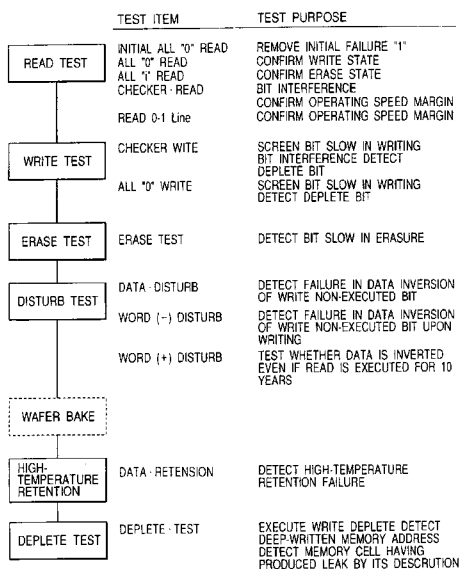 TEST ITEM TEST PURPOSE
READ TEST
INITIAL ALL "0" READ REMOVE INITIAL FAILURE "1"
ALL "0" READ CONFIRM WRITE STATE
ALL "i" READ CONFIRM ERASE STATE
CHECKER·READ BIT INTERFERENCE
CONFIRM OPERATING SPEED MARGIN
READ 0-1 Line CONFIRM OPERATING SPEED MARGIN
WRITE TEST
CHECKER WITE SCREEN BIT SLOW IN WRITING
BIT INTERFERENCE DETECT
DEPLETE BIT
ALL "0" WRITE SCREEN BIT SLOW IN WRITING
DETECT DEPLETE BIT
ERASE TEST ERASE TEST DETECT BIT SLOW IN ERASURE
DISTURB TEST
DATA·DISTURB DETECT FAILURE IN DATA INVERSION
OF WRITE NON-EXECUTED BIT
WORD (−) DISTURB DETECT FAILURE IN DATA INVERSION
OF WRITE NON-EXECUTED BIT UPON
WRITING
WORD (+) DISTURB TEST WHETHER DATA IS INVERTED
EVEN IF READ IS EXECUTED FOR 10
YEARS
WAFER BAKE
HIGH-
TEMPERATURE
RETENTION
DATA·RETENSION DETECT HIGH-TEMPERATURE
RETENTION FAILURE
DEPLETE TEST
DEPLETE·TEST EXECUTE WRITE DEPLETE DETECT
DEEP-WRITTEN MEMORY ADDRESS
DETECT MEMORY CELL HAVING
PRODUCED LEAK BY ITS DESCRUTION